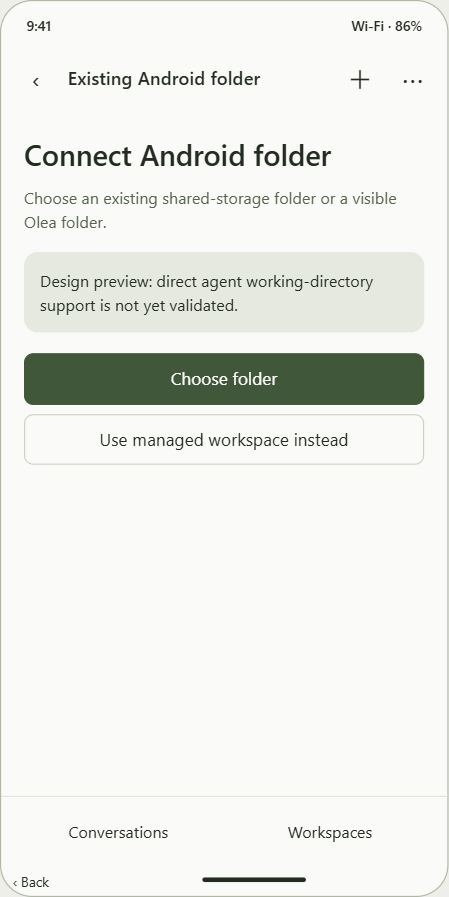 9:41
Wi-Fi · 86%
‹ Existing Android folder + ...
Connect Android folder
Choose an existing shared-storage folder or a visible
Olea folder.
Design preview: direct agent working-directory
support is not yet validated.
Choose folder
Use managed workspace instead
Conversations
Workspaces
‹ Back